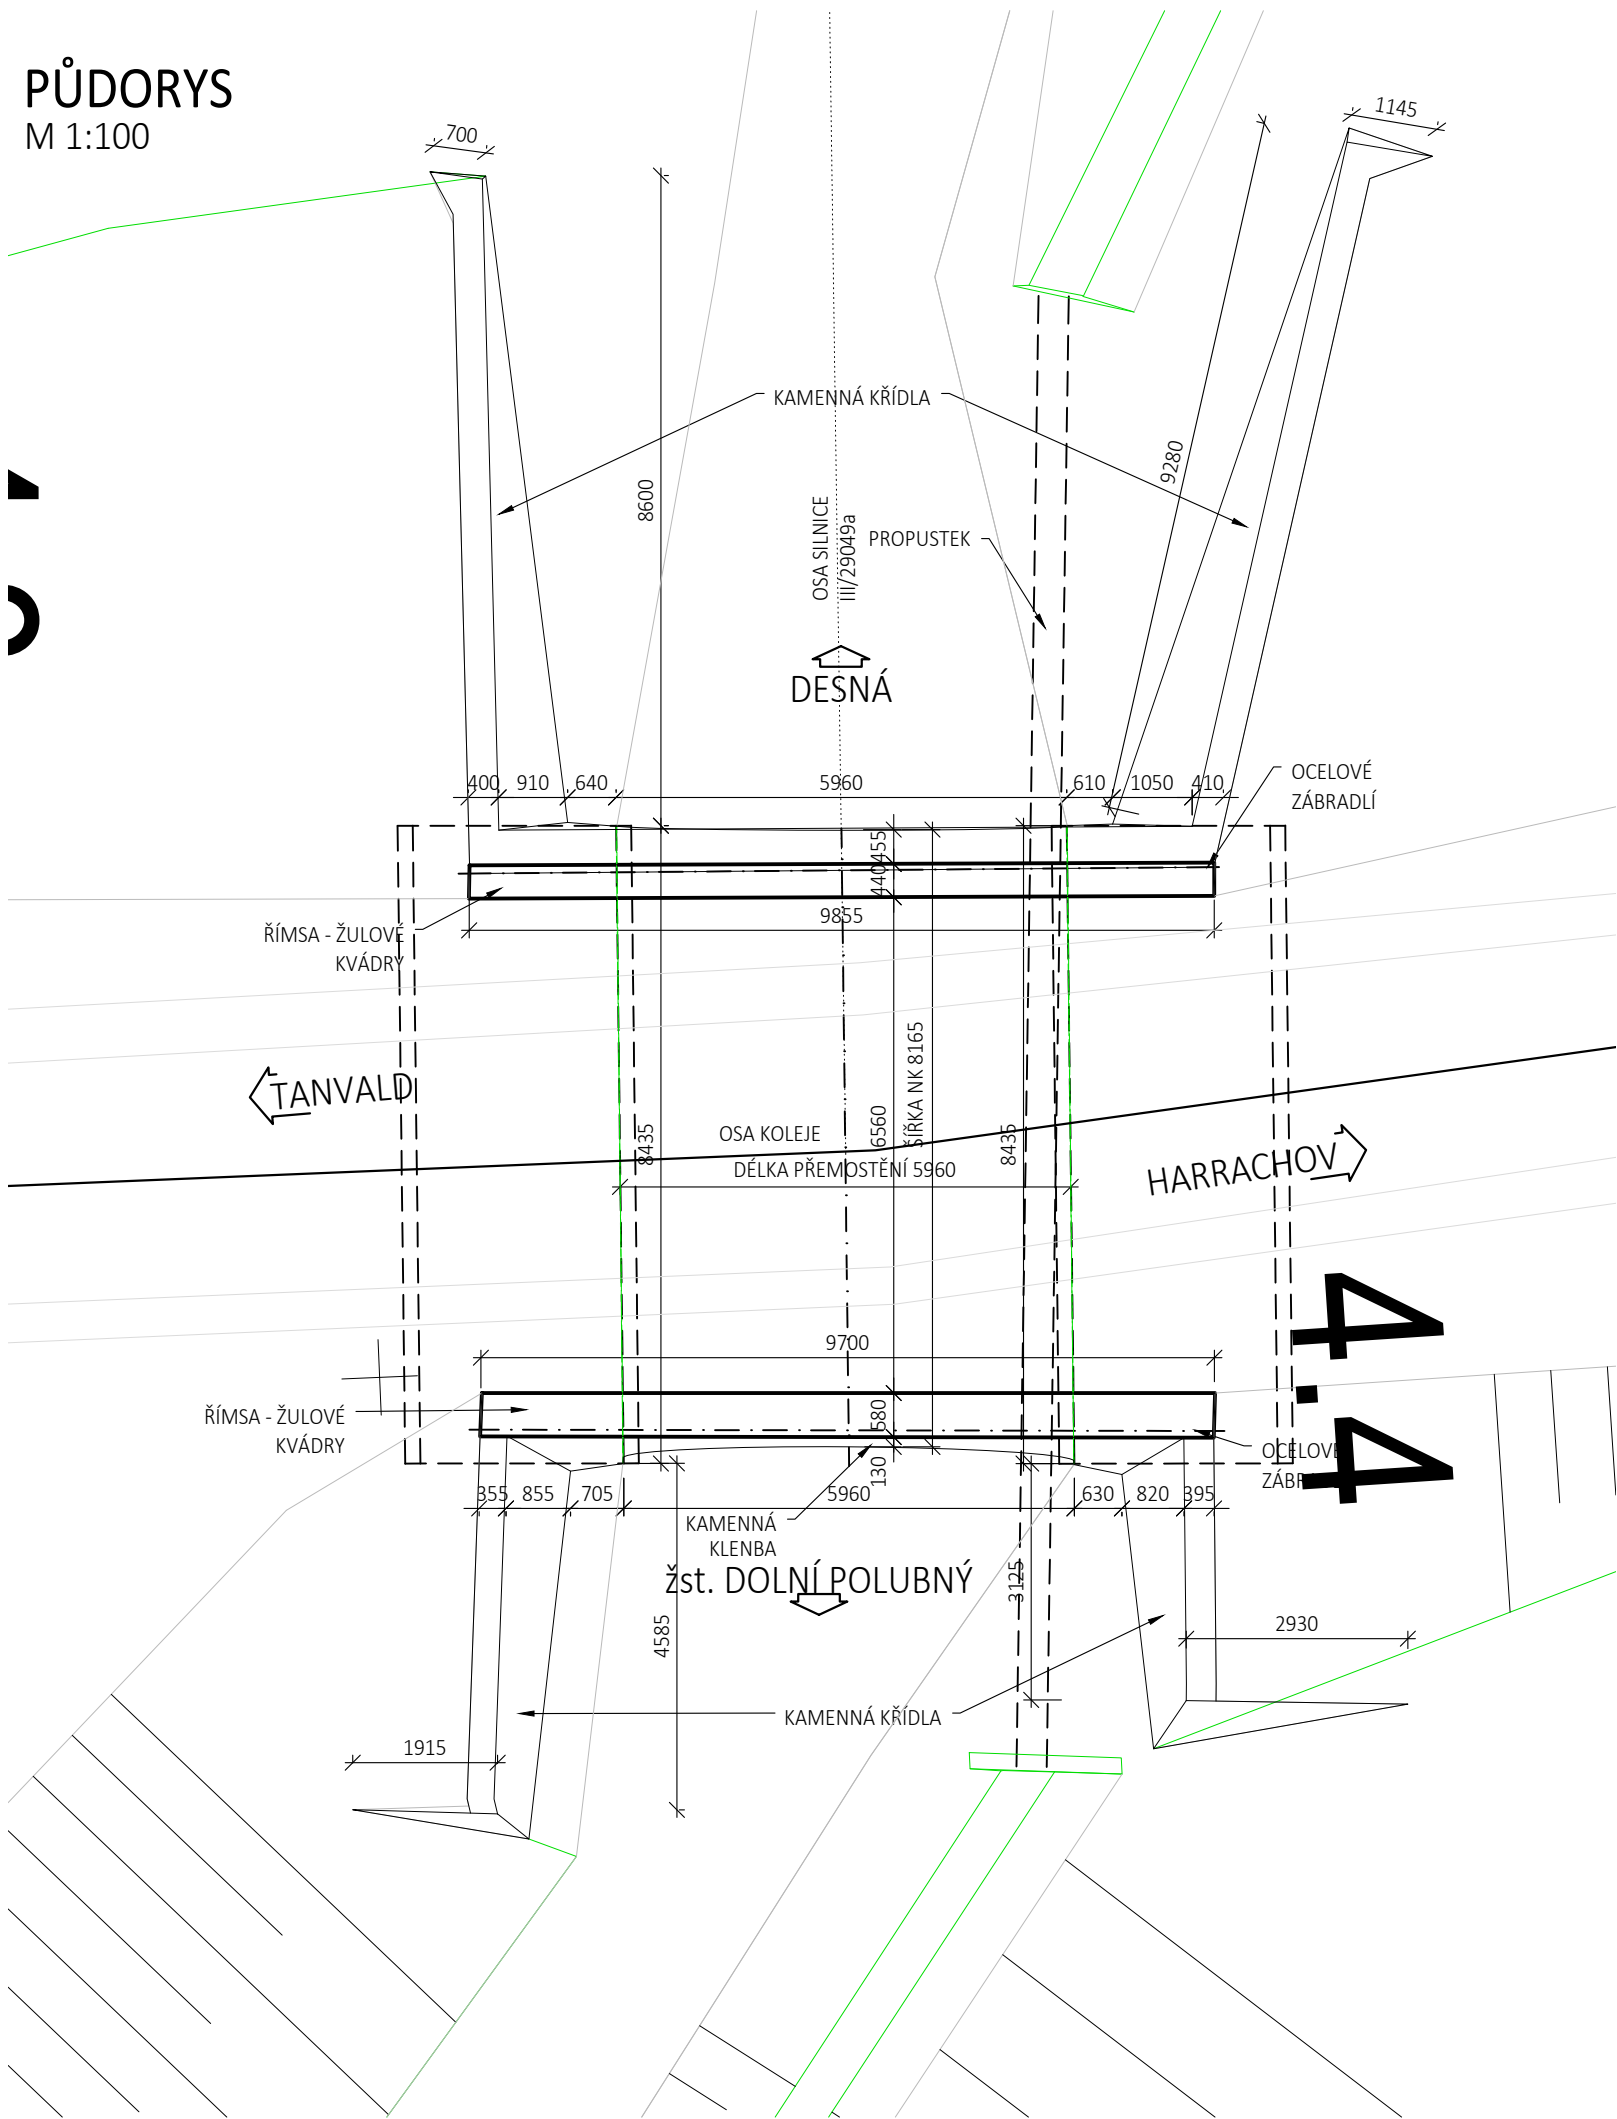 PŮDORYS
M 1:100
700
1145
KAMENNÁ KŘÍDLA
9280
8600
OSA SILNICE
III/29049a
PROPUSTEK
DESNÁ
400
910
640
5960
610
1050
410
OCELOVÉ
ZÁBRADLÍ
455
440
9855
ŘÍMSA - ŽULOVÉ
KVÁDRY
TANVALD
8435
OSA KOLEJE
6560
ŠÍŘKA NK 8165
8435
DÉLKA PŘEMOSTĚNÍ 5960
HARRACHOV
4.4
9700
ŘÍMSA - ŽULOVÉ
KVÁDRY
580
130
OCELOVÉ
355
855
705
5960
630
820
395
KAMENNÁ
KLENBA
žst. DOLNÍ POLUBNÝ
3125
4585
2930
KAMENNÁ KŘÍDLA
1915